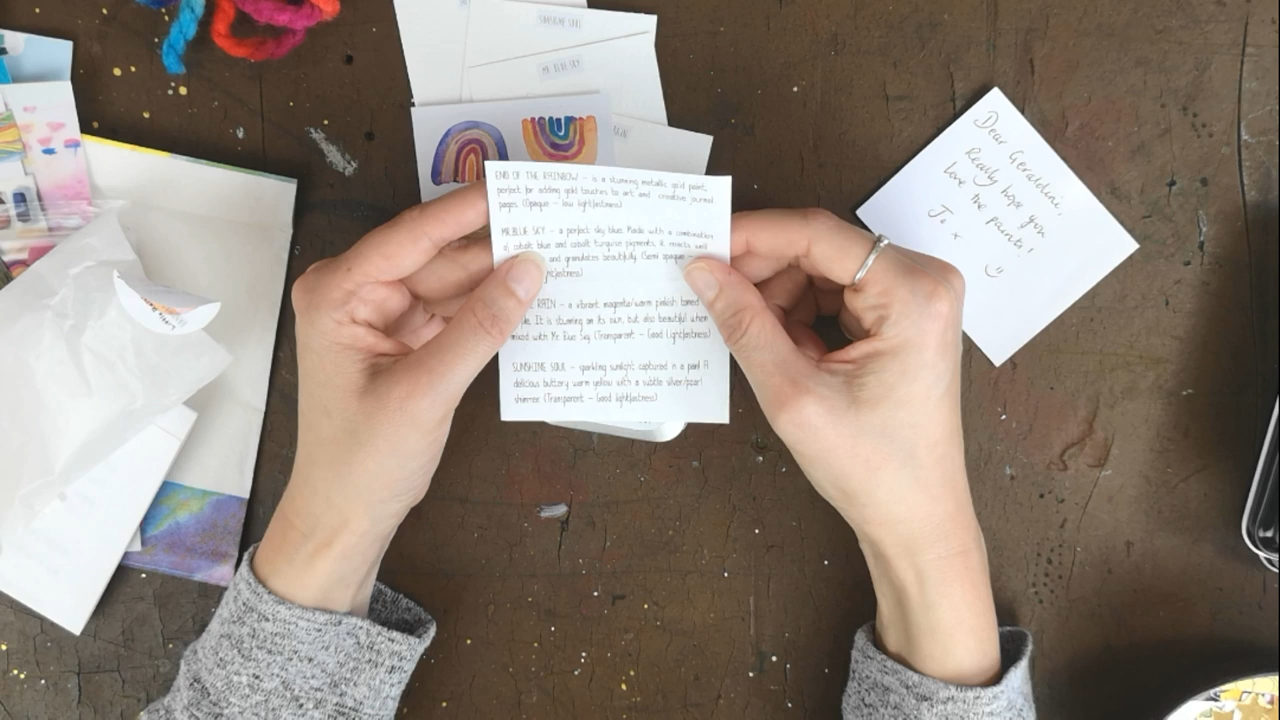 SUNSHINE SOUL
MR BLUE SKY
END OF THE RAINBOW - is a stunning metallic gold paint,
perfect for adding gold touches to art and creative journal
pages. (Opaque - low lightfastness)
MR BLUE SKY - a perfect sky blue. Made with a combination
of cobalt blue and cobalt turquoise pigments, it reacts well
and granulates beautifully. (Semi opaque -
lightfastness)
RAIN - a vibrant magenta/warm pinkish toned
It is stunning on its own, but also beautiful when
mixed with Mr Blue Sky (Transparent - Good lightfastness)
SUNSHINE SOUL - sparkling sunlight captured in a pan! A
delicious buttery warm yellow with a subtle silver/pearl
shimmer. (Transparent - Good lightfastness)
Dear Geraldine,
Really hope you
love the paints!
Jo x